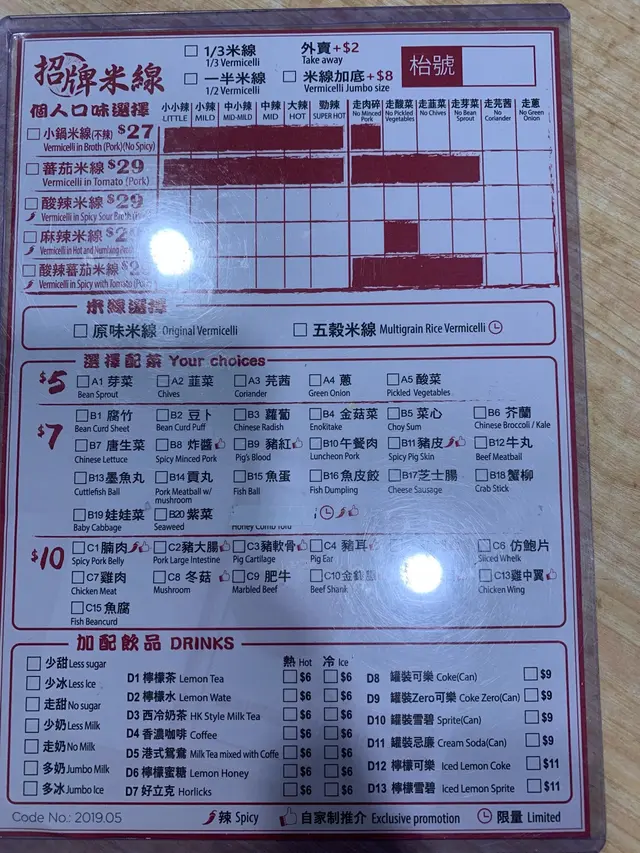 招牌米線
1/3米線 外賣+$2
1/3 Vermicelli Take away
一半米線 米線加底+$8
1/2 Vermicelli Vermicelli Jumbo size
枱號
個人口味選擇
小小辣 小辣 中小辣 中辣 大辣 勁辣 走肉碎 走酸菜 走韮菜 走芽菜 走芫茜 走蔥
LITTLE MILD MID-MILD MID HOT SUPER HOT No Minced Pork No Pickled Vegetables No Chives No Bean Sprout No Coriander No Green Onion
小鍋米線(不辣) $27
Vermicelli in Broth (Pork)(No Spicy)
蕃茄米線 $29
Vermicelli in Tomato (Pork)
酸辣米線 $29
Vermicelli in Spicy Sour Broth
麻辣米線
Vermicelli in Hot and Numbing
酸辣蕃茄米線
Vermicelli in Spicy with Tomato
米線選擇
原味米線 Original Vermicelli 五穀米線 Multigrain Rice Vermicelli
選擇配菜 Your choices
$5 A1 芽菜 A2 韮菜 A3 芫茜 A4 蔥 A5 酸菜
Bean Sprout Chives Coriander Green Onion Pickled Vegetables
$7 B1 腐竹 B2 豆卜 B3 蘿蔔 B4 金菇菜 B5 菜心 B6 芥蘭
Bean Curd Sheet Bean Curd Puff Chinese Radish Enokitake Choy Sum Chinese Broccoli / Kale
B7 唐生菜 B8 炸醬 B9 豬紅 B10 午餐肉 B11 豬皮 B12 牛丸
Chinese Lettuce Spicy Minced Pork Pig's Blood Luncheon Pork Spicy Pig Skin Beef Meatball
B13 墨魚丸 B14 貢丸 B15 魚蛋 B16 魚皮餃 B17 芝士腸 B18 蟹柳
Cuttlefish Ball Pork Meatball w/ mushroom Fish Ball Fish Dumpling Cheese Sausage Crab Stick
B19 娃娃菜 B20 紫菜
Baby Cabbage Seaweed Honey Comb Tofu
$10 C1 腩肉 C2 豬大腸 C3 豬軟骨 C4 豬耳 C6 仿鮑片
Spicy Pork Belly Pork Large Intestine Pig Cartilage Pig Ear Sliced Whelk
C7 雞肉 C8 冬菇 C9 肥牛 C10 金錢 C13 雞中翼
Chicken Meat Mushroom Marbled Beef Beef Shank Chicken Wing
C15 魚腐
Fish Beancurd
加配飲品 DRINKS
熱 Hot 冷 Ice
少甜 Less sugar
少冰 Less Ice
走甜 No sugar
少奶 Less Milk
走奶 No Milk
多奶 Jumbo Milk
多冰 Jumbo Ice
D1 檸檬茶 Lemon Tea $6 $6
D2 檸檬水 Lemon Wate $6 $6
D3 西冷奶茶 HK Style Milk Tea $6 $6
D4 香濃咖啡 Coffee $6 $6
D5 港式鴛鴦 Milk Tea mixed with Coffe $6 $6
D6 檸檬蜜糖 Lemon Honey $6 $6
D7 好立克 Horlicks $6 $6
D8 罐裝可樂 Coke(Can) $9
D9 罐裝Zero可樂 Coke Zero(Can) $9
D10 罐裝雪碧 Sprite(Can) $9
D11 罐裝忌廉 Cream Soda(Can) $9
D12 檸檬可樂 Iced Lemon Coke $11
D13 檸檬雪碧 Iced Lemon Sprite $11
Code No.: 2019.05 辣 Spicy 自家制推介 Exclusive promotion 限量 Limited